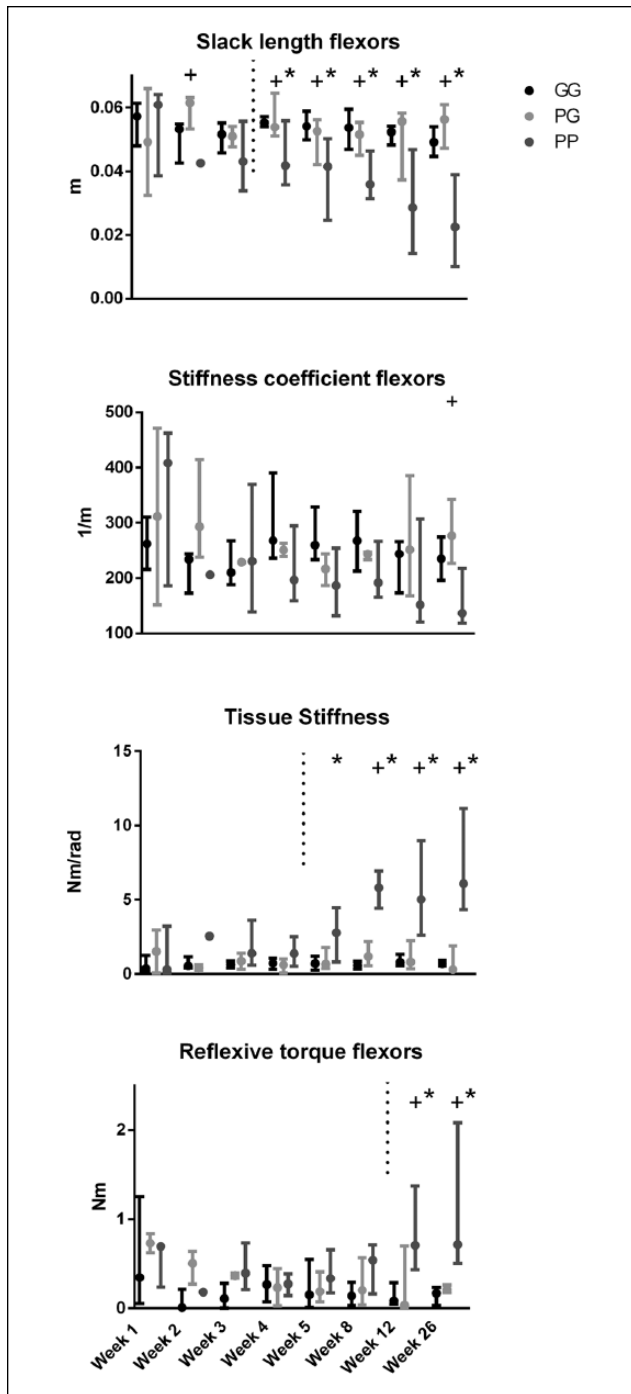 Slack length flexors
+ +* +* +* +* +*
GG
PG
PP
0.06
0.04
0.02
0.00
m
Stiffness coefficient flexors
+
500
400
300
200
100
1/m
Tissue Stiffness
* +* +* +*
15
10
5
0
Nm/rad
Reflexive torque flexors
+* +*
2
1
0
Nm
Week 1 Week 2 Week 3 Week 4 Week 5 Week 8 Week 12 Week 26